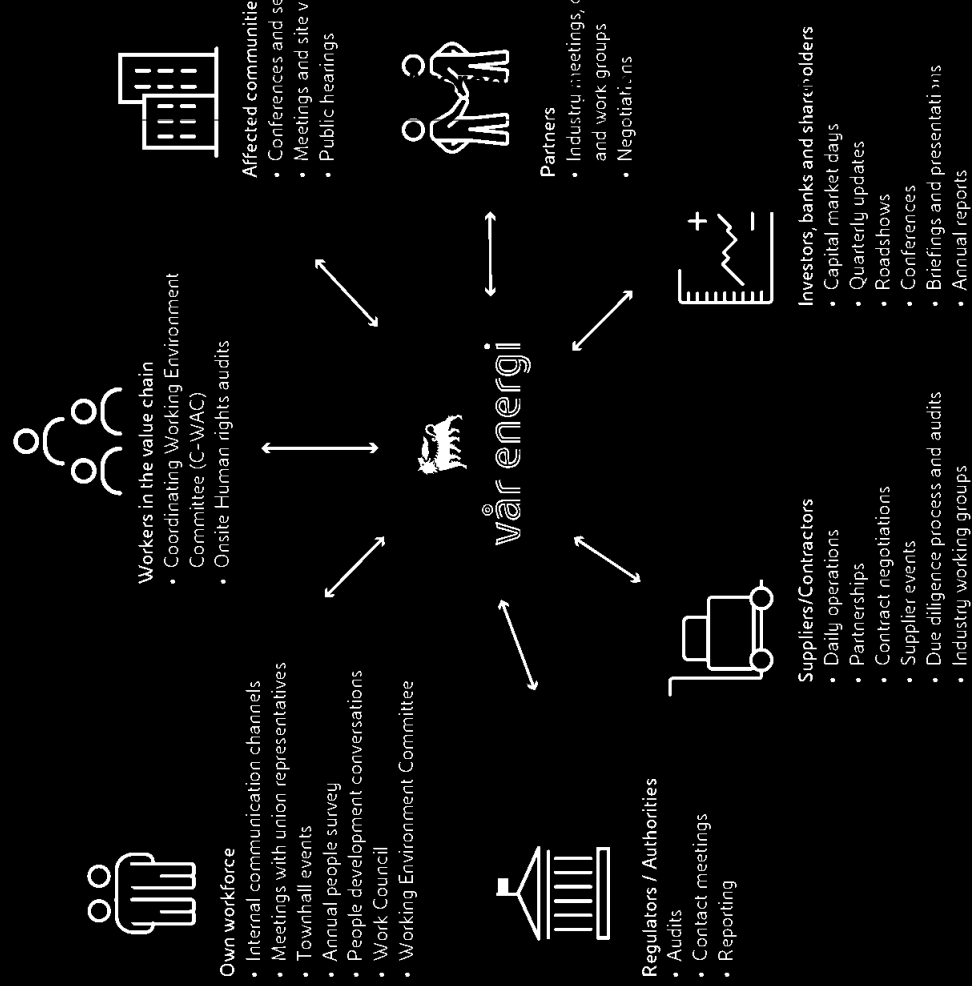 Workers in the value chain
• Coordinating Working Environment
Committee (C-WAC)
• Onsite Human rights audits
Own workforce
• Internal communication channels
• Meetings with union representatives
• Townhall events
• Annual people survey
• People development conversations
• Work Council
• Working Environment Committee
Affected
• Conferences and
• Meetings and site
• Public hearings
vår energi
Regulators / Authorities
• Audits
• Contact meetings
• Reporting
Partners
• Industry meetings,
and work groups
• Negotiations
Suppliers/Contractors
• Daily operations
• Partnerships
• Contract negotiations
• Supplier events
• Due diligence process and audits
• Industry working groups
Investors, banks and shareholders
• Capital market days
• Quarterly updates
• Roadshows
• Conferences
• Briefings and presentations
• Annual reports